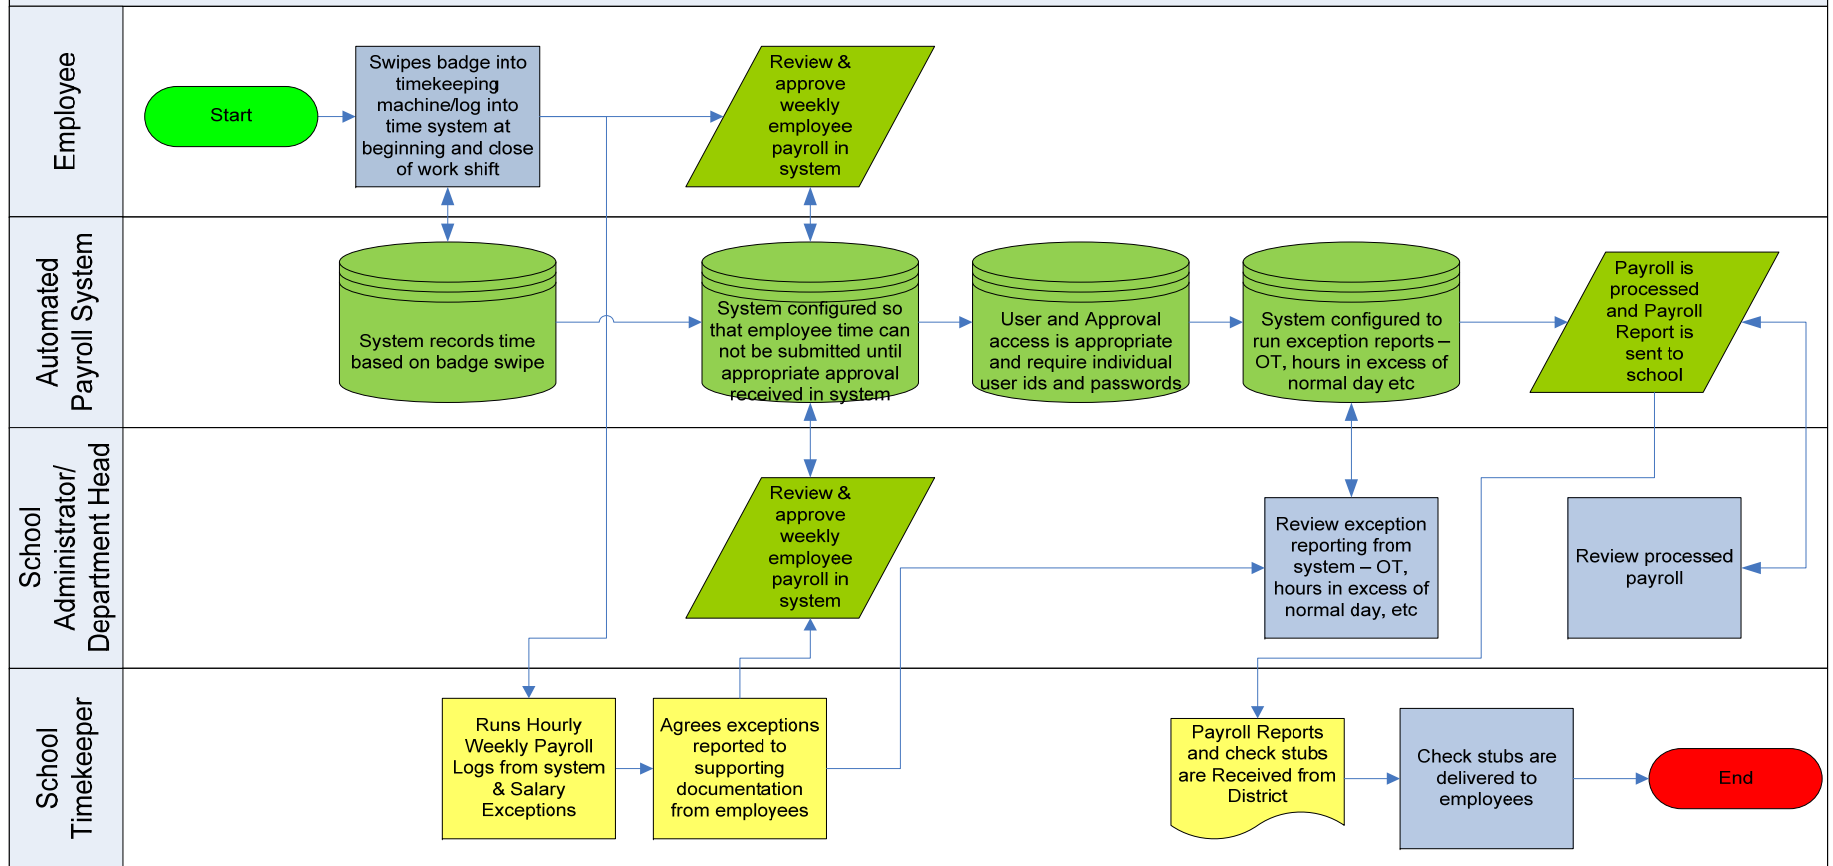 Employee
Start
Swipes badge into
timekeeping
machine/log into
time system at
beginning and close
of work shift
Review &
approve
weekly
employee
payroll in
system
Automated
Payroll System
System records time
based on badge swipe
System configured so
that employee time can
not be submitted until
appropriate approval
received in system
User and Approval
access is appropriate
and require individual
user ids and passwords
System configured to
run exception reports –
OT, hours in excess of
normal day etc
Payroll is
processed
and Payroll
Report is
sent to
school
School
Administrator/
Department Head
Review &
approve
weekly
employee
payroll in
system
Review exception
reporting from
system – OT,
hours in excess of
normal day, etc
Review processed
payroll
School
Timekeeper
Runs Hourly
Weekly Payroll
Logs from system
& Salary
Exceptions
Agrees exceptions
reported to
supporting
documentation
from employees
Payroll Reports
and check stubs
are Received from
District
Check stubs are
delivered to
employees
End